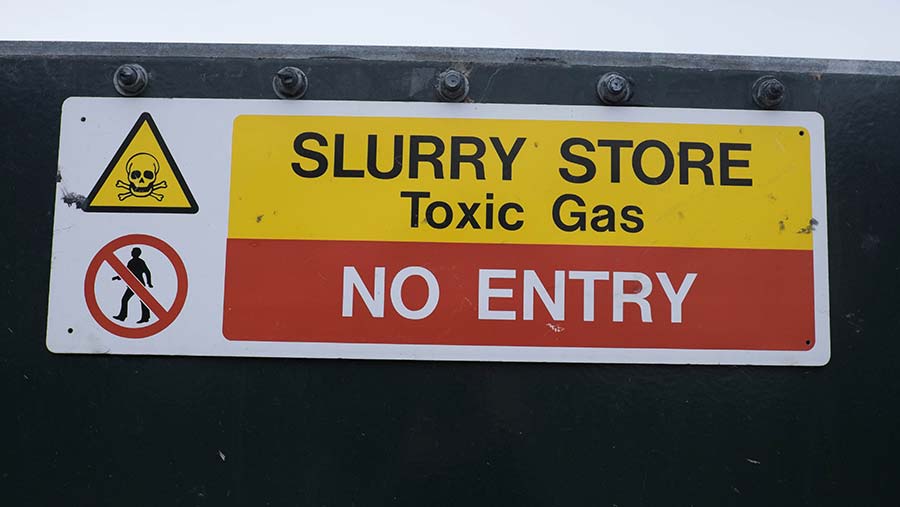 SLURRY STORE
Toxic Gas
NO ENTRY